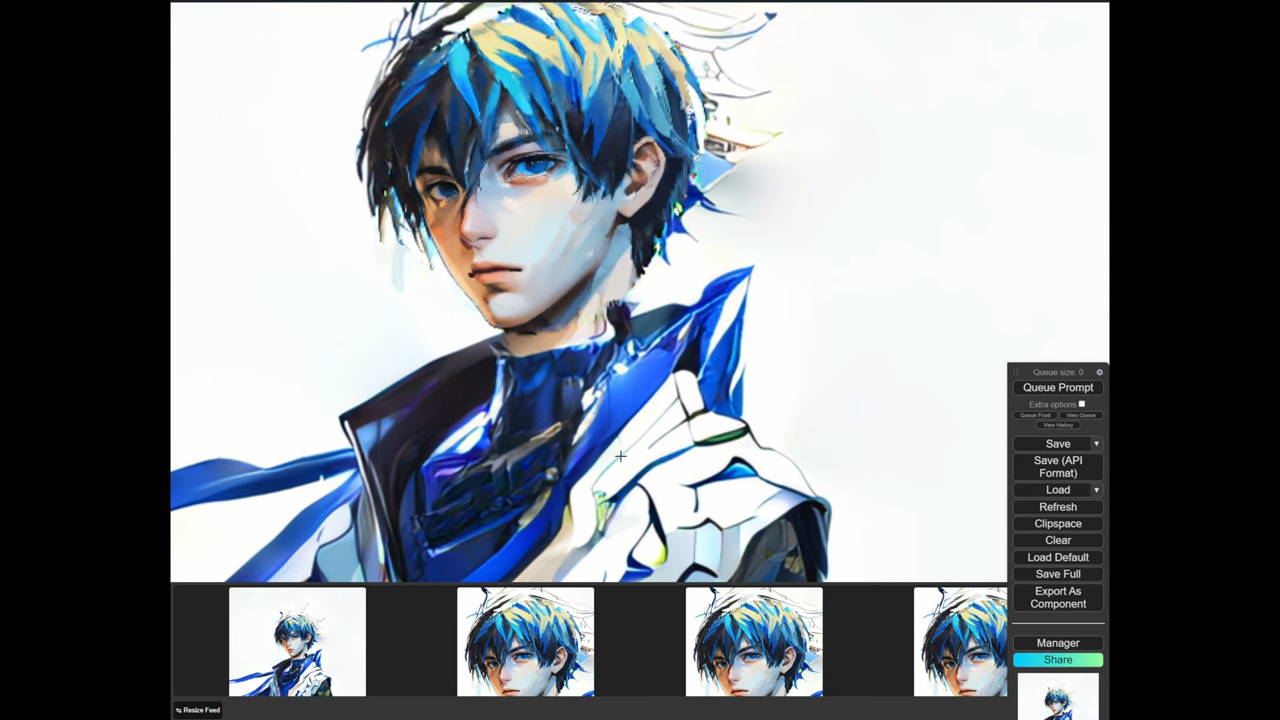 Queue size: 0
Queue Prompt
Extra options
Queue Front
View Queue
View History
Save
Save (API
Format)
Load
Refresh
Clipspace
Clear
Load Default
Save Full
Export As
Component
Manager
Share
Resize Feed